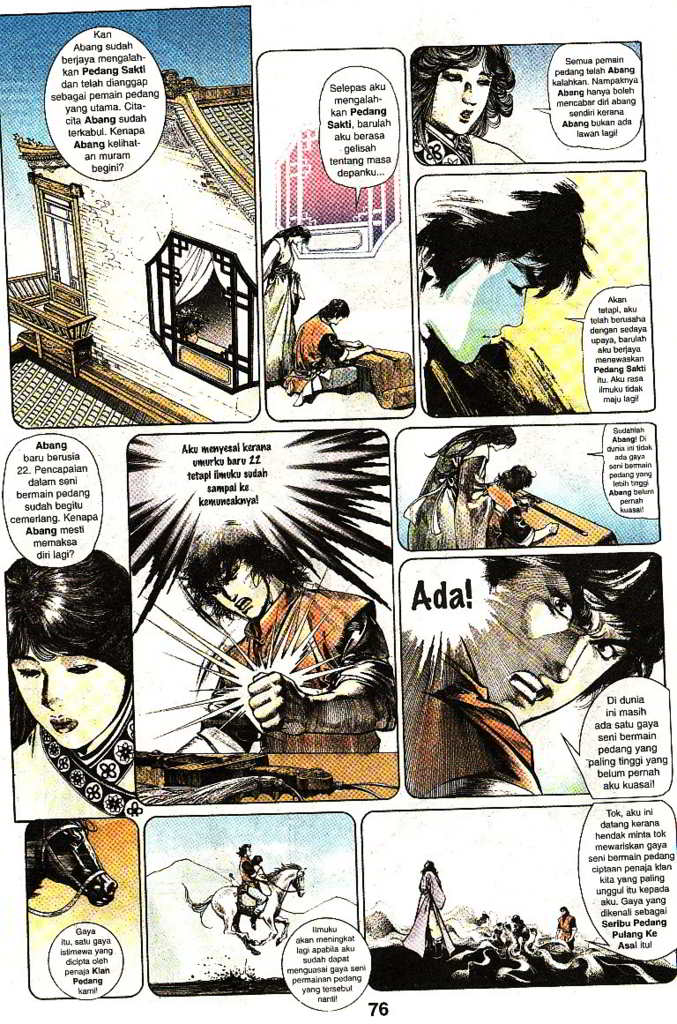 Kan
Abang sudah
berjaya mengalah-
kan Pedang Sakti
dan telah dianggap
sebagai pemain pedang
yang utama. Cita-
cita Abang sudah
terkabul. Kenapa
Abang kelihat-
an muram
begini?
Selepas aku
mengalah-
kan Pedang
Sakti, barulah
aku berasa
gelisah
tentang masa
depanku...
Semua pemain
pedang telah Abang
kalahkan. Nampaknya
Abang hanya boleh
mencabar diri abang
sendiri kerana
Abang bukan ada
lawan lagi!
Akan
tetapi, aku
telah berusaha
dengan sedaya
upaya, barulah
aku berjaya
menewaskan
Pedang Sakti
itu. Aku rasa
ilmuku tidak
maju lagi!
Abang
baru berusia
22. Pencapaian
dalam seni
bermain pedang
sudah begitu
cemerlang. Kenapa
Abang mesti
memaksa
diri lagi?
Aku menyesal kerana
umurku baru 22
tetapi ilmuku sudah
sampai ke
kemuncaknya!
Sudahlah
Abang! Di
dunia ini tidak
ada gaya
seni bermain
pedang yang
lebih tinggi
Abang belum
pernah
kuasai!
Ada!
Di dunia
ini masih
ada satu gaya
seni bermain
pedang yang
paling tinggi yang
belum pernah
aku kuasai!
Gaya
itu, satu gaya
istimewa yang
dicipta oleh
penaja Klan
Pedang
kami!
Ilmuku
akan meningkat
lagi apabila aku
sudah dapat
menguasai gaya seni
permainan pedang
yang tersebut
nanti!
Tok, aku ini
datang kerana
hendak minta tok
mewariskan gaya
seni bermain pedang
ciptaan penaja klan
kita yang paling
unggul itu kepada
aku. Gaya yang
dikenali sebagai
Seribu Pedang
Pulang Ke
Asal itu!
76